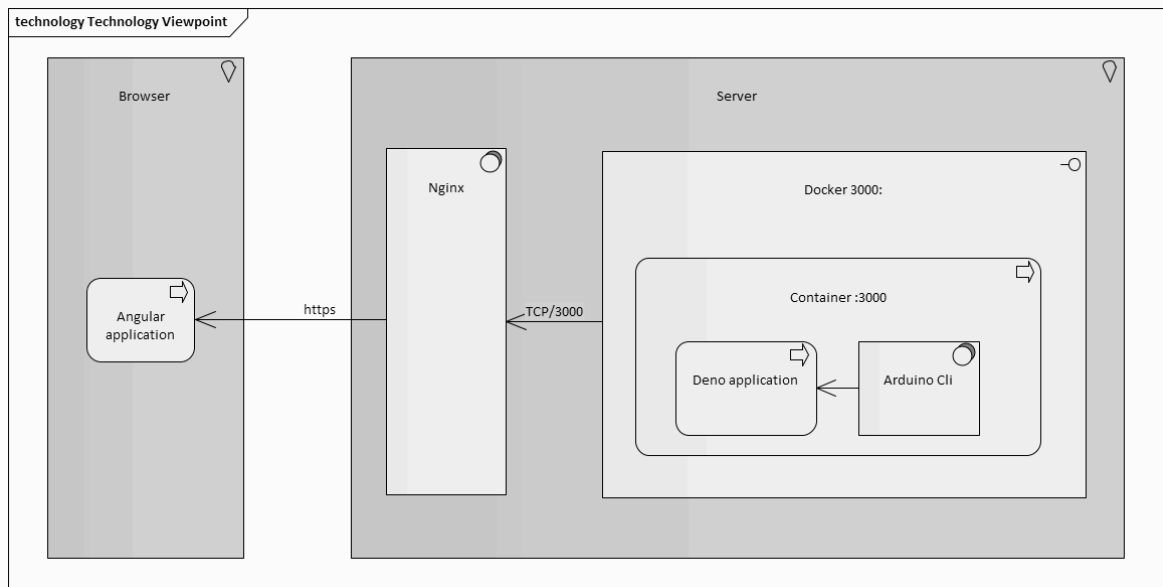 technology Technology Viewpoint
Browser
Server
Nginx
Docker 3000:
Container :3000
https
TCP/3000
Angular
application
Deno application
Arduino Cli